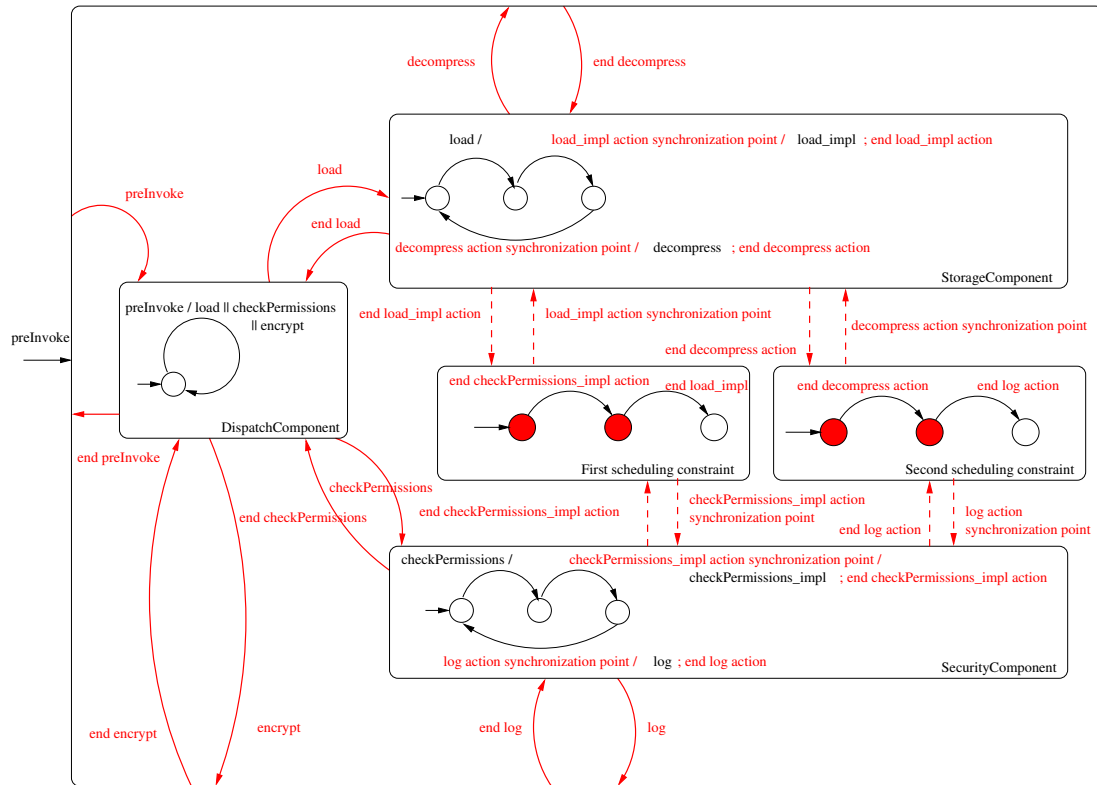 decompress
end decompress
load /
load_impl action synchronization point /
load_impl
; end load_impl action
load
preInvoke
end load
decompress action synchronization point /
decompress
; end decompress action
StorageComponent
preInvoke / load || checkPermissions
|| encrypt
end load_impl action
load_impl action synchronization point
decompress action synchronization point
preInvoke
end decompress action
end checkPermissions_impl action
end load_impl
end decompress action
end log action
DispatchComponent
end preInvoke
First scheduling constraint
Second scheduling constraint
checkPermissions
end checkPermissions
end checkPermissions_impl action
checkPermissions_impl action
synchronization point
end log action
log action
synchronization point
checkPermissions /
checkPermissions_impl action synchronization point /
checkPermissions_impl
; end checkPermissions_impl action
log action synchronization point /
log
; end log action
SecurityComponent
end encrypt
encrypt
end log
log